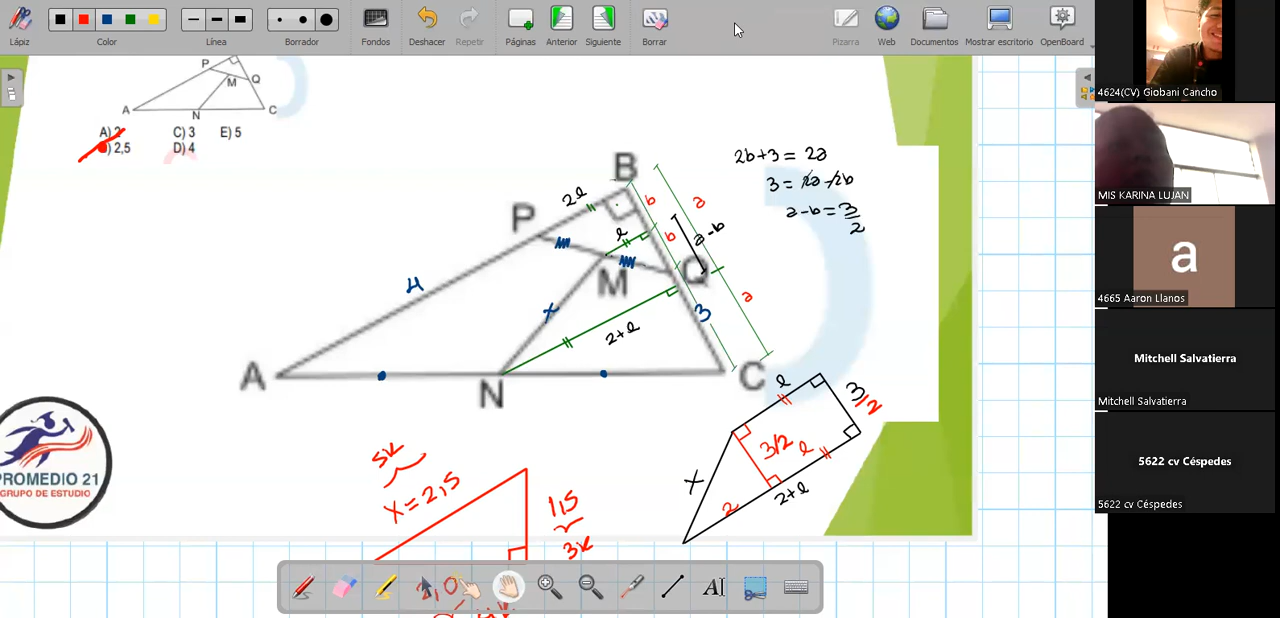 Lápiz
Color
Línea
Borrador
Fondos
Deshacer
Repetir
Páginas
Anterior
Siguiente
Borrar
Pizarra
Web
Documentos
Mostrar escritorio
OpenBoard
4624(CV) Giobani Cancho
MIS KARINA LUJAN
a
4665 Aaron Llanos
Mitchell Salvatierra
Mitchell Salvatierra
5622 cv Céspedes
5622 cv Céspedes
P
M
Q
A
N
C
A) 2
C) 3
E) 5
2,5
D) 4
2b+3 = 2a
3 = 2a-2b
a-b = 3/2
B
2l
b
a
P
l
b
a-b
Q
M
4
x
3
a
2+l
A
N
C
l
3/2
3/2
l
x
2
2+l
5k
x = 2,5
1,5
3k
PROMEDIO 21
GRUPO DE ESTUDIO